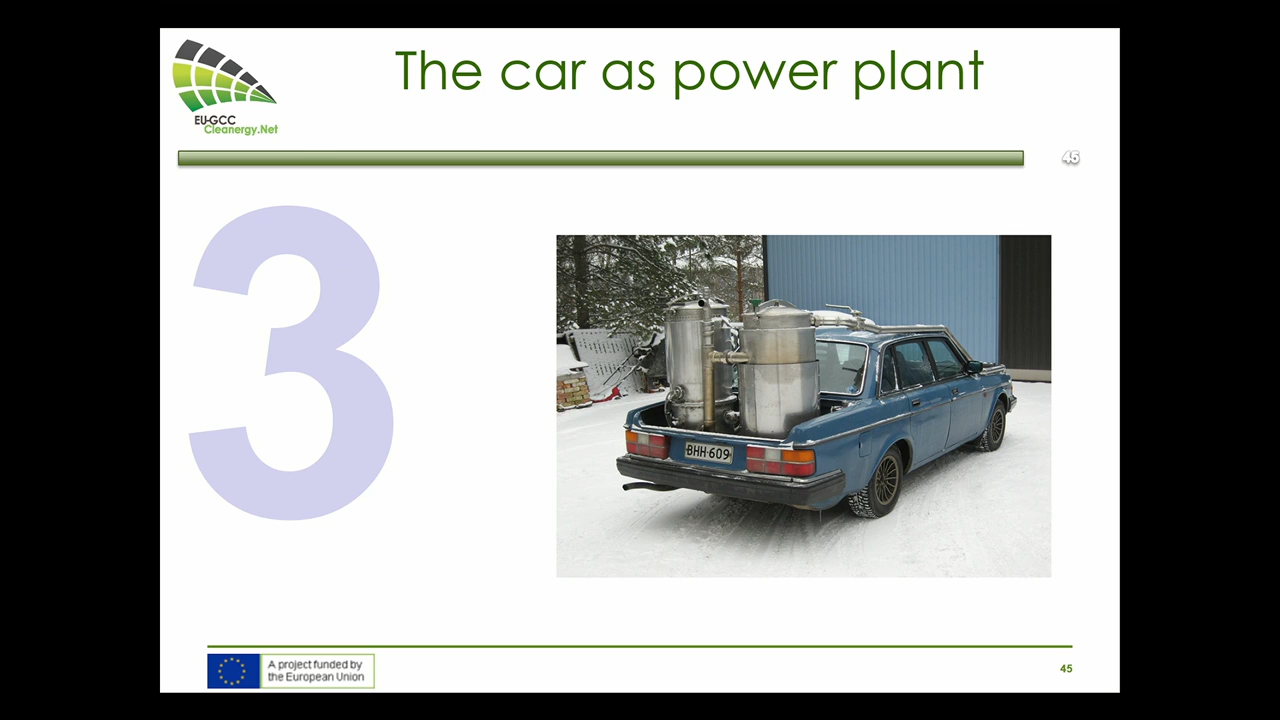 The car as power plant
EU-GCC
Cleanergy.Net
45
3
BHH-609
A project funded by
the European Union
45